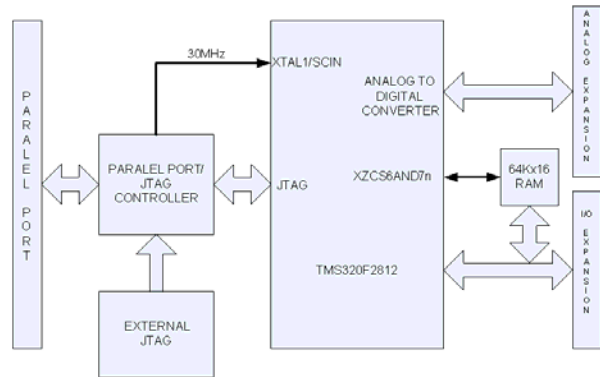 PARALLEL PORT
30MHz
PARALEL PORT/
JTAG
CONTROLLER
EXTERNAL
JTAG
XTAL1/SCIN
ANALOG TO
DIGITAL
CONVERTER
JTAG
XZCS6AND7n
TMS320F2812
64Kx16
RAM
ANALOG EXPANSION
I/O EXPANSION